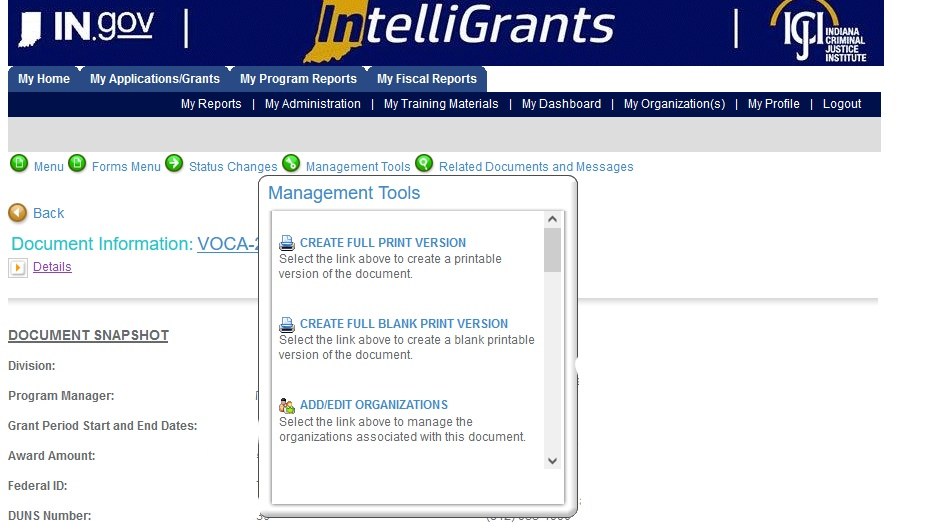 IN.gov | INtelliGrants | ICJI INDIANA CRIMINAL JUSTICE INSTITUTE
My Home My Applications/Grants My Program Reports My Fiscal Reports
My Reports | My Administration | My Training Materials | My Dashboard | My Organization(s) | My Profile | Logout
Menu Forms Menu Status Changes Management Tools Related Documents and Messages
Management Tools
Back
CREATE FULL PRINT VERSION
Select the link above to create a printable
version of the document.
Document Information: VOCA-2
Details
CREATE FULL BLANK PRINT VERSION
Select the link above to create a blank printable
version of the document.
ADD/EDIT ORGANIZATIONS
Select the link above to manage the
organizations associated with this document.
DOCUMENT SNAPSHOT
Division:
Program Manager:
Grant Period Start and End Dates:
Award Amount:
Federal ID:
DUNS Number: